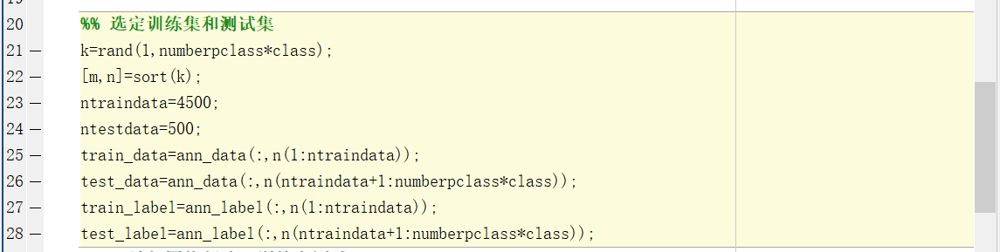 20 %% 选定训练集和测试集
21 — k=rand(1,numberpclass*class);
22 — [m,n]=sort(k);
23 — ntraindata=4500;
24 — ntestdata=500;
25 — train_data=ann_data(:,n(1:ntraindata));
26 — test_data=ann_data(:,n(ntraindata+1:numberpclass*class));
27 — train_label=ann_label(:,n(1:ntraindata));
28 — test_label=ann_label(:,n(ntraindata+1:numberpclass*class));